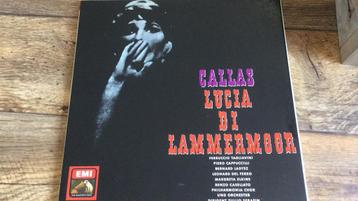 CALLAS
LUCIA
DI
LAMMERMOOR
FERRUCCIO TAGLIAVINI
PIERO CAPPUCCILLI
BERNARD LADYSZ
LEONARD DEL FERRO
MARGRETA ELKINS
RENZO CASELLATO
PHILHARMONIA CHOR
UND ORCHESTER
DIRIGENT TULLIO SERAFIN
EMI